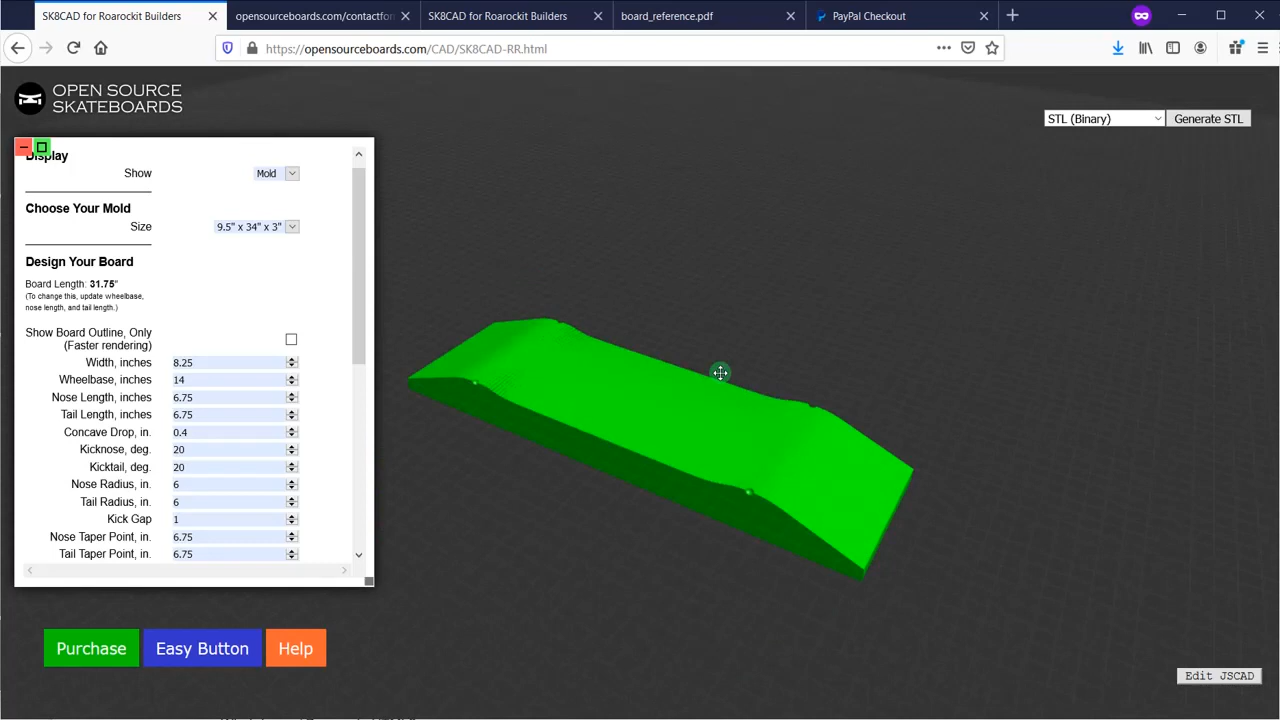 SK8CAD for Roarockit Builders
opensourceboards.com/contactfor
SK8CAD for Roarockit Builders
board_reference.pdf
PayPal Checkout
https://opensourceboards.com/CAD/SK8CAD-RR.html
OPEN SOURCE
SKATEBOARDS
STL (Binary)
Generate STL
Display
Show
Mold
Choose Your Mold
Size
9.5" x 34" x 3"
Design Your Board
Board Length: 31.75"
(To change this, update wheelbase,
nose length, and tail length.)
Show Board Outline, Only
(Faster rendering)
Width, inches 8.25
Wheelbase, inches 14
Nose Length, inches 6.75
Tail Length, inches 6.75
Concave Drop, in. 0.4
Kicknose, deg. 20
Kicktail, deg. 20
Nose Radius, in. 6
Tail Radius, in. 6
Kick Gap 1
Nose Taper Point, in. 6.75
Tail Taper Point, in. 6.75
Purchase
Easy Button
Help
Edit JSCAD